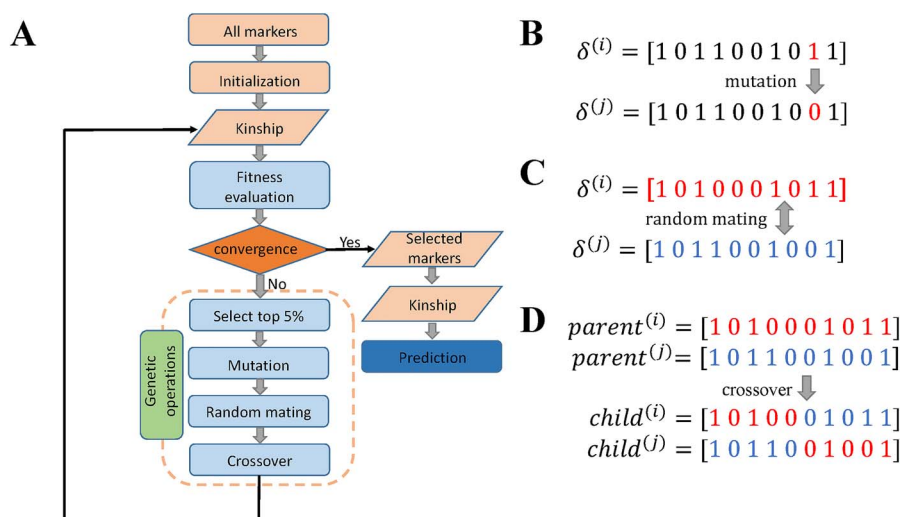 A
All markers
Initialization
Kinship
Fitness
evaluation
convergence
Yes
No
Selected
markers
Kinship
Prediction
Genetic
operations
Select top 5%
Mutation
Random mating
Crossover
B
δ⁽ⁱ⁾ = [1 0 1 1 0 0 1 0 1 1]
mutation
δ⁽ʲ⁾ = [1 0 1 1 0 0 1 0 0 1]
C
δ⁽ⁱ⁾ = [1 0 1 0 0 0 1 0 1 1]
random mating
δ⁽ʲ⁾ = [1 0 1 1 0 0 1 0 0 1]
D
parent⁽ⁱ⁾ = [1 0 1 0 0 0 1 0 1 1]
parent⁽ʲ⁾= [1 0 1 1 0 0 1 0 0 1]
crossover
child⁽ⁱ⁾ = [1 0 1 0 0 0 1 0 1 1]
child⁽ʲ⁾ = [1 0 1 1 0 0 1 0 0 1]